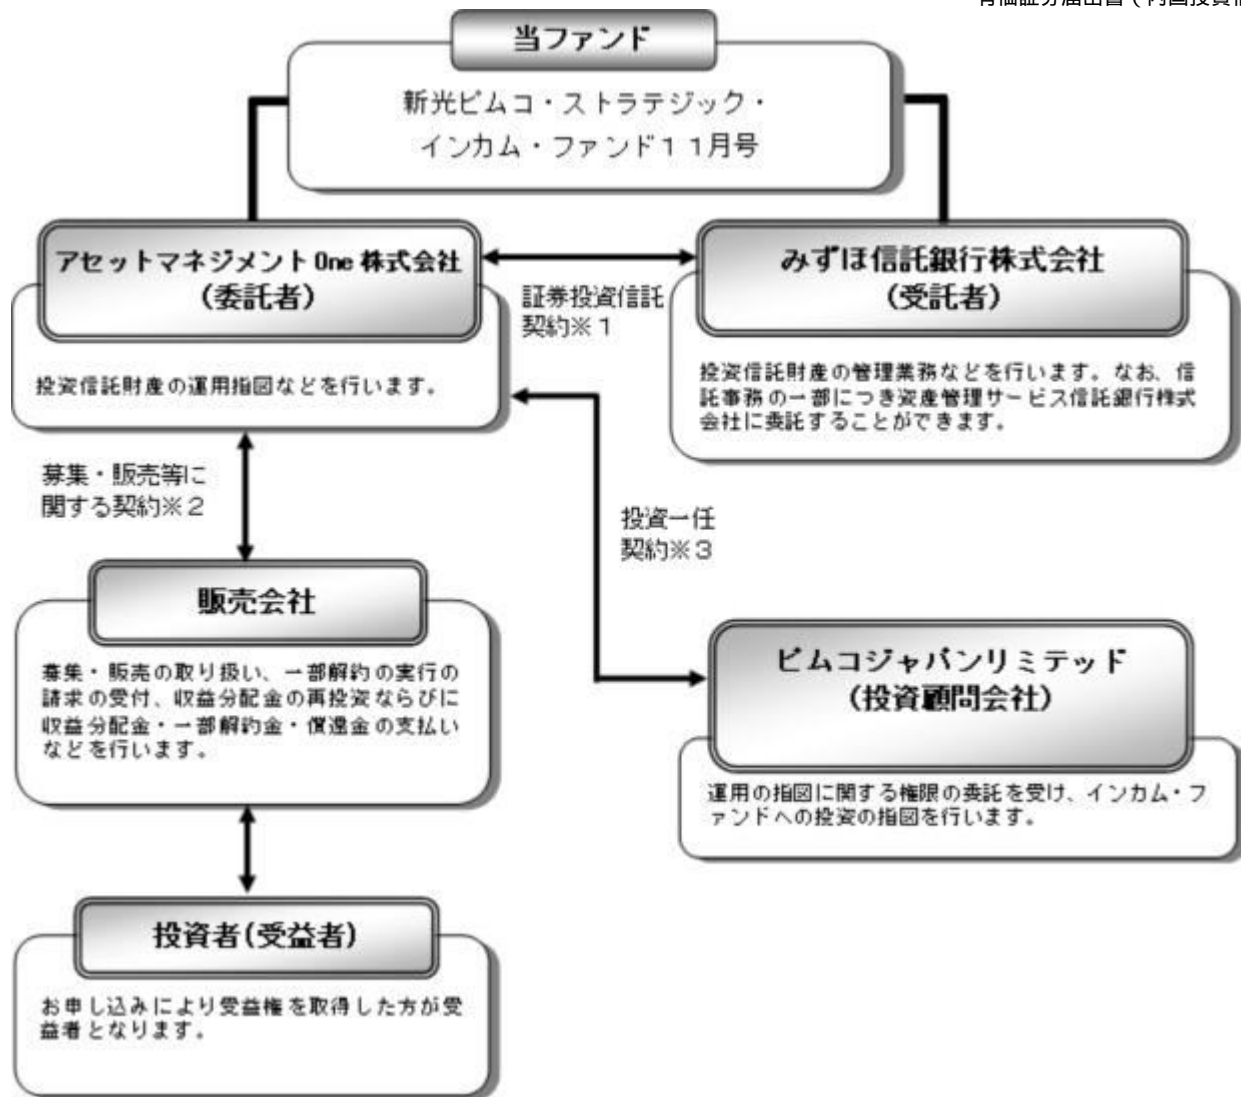 有価証券届出書(内国投資信
当ファンド
新光ピムコ・ストラテジック・
インカム・ファンド11月号
アセットマネジメントOne 株式会社
(委託者)
投資信託財産の運用指図などを行います。
証券投資信託
契約※1
みずほ信託銀行株式会社
(受託者)
投資信託財産の管理業務などを行います。なお、信
託事務の一部につき資産管理サービス信託銀行株式
会社に委託することができます。
募集・販売等に
関する契約※2
投資一任
契約※3
販売会社
募集・販売の取り扱い、一部解約の実行の
請求の受付、収益分配金の再投資ならびに
収益分配金・一部解約金・償還金の支払い
などを行います。
ピムコジャパンリミテッド
(投資顧問会社)
運用の指図に関する権限の委託を受け、インカム・フ
ァンドへの投資の指図を行います。
投資者(受益者)
お申し込みにより受益権を取得した方が受
益者となります。